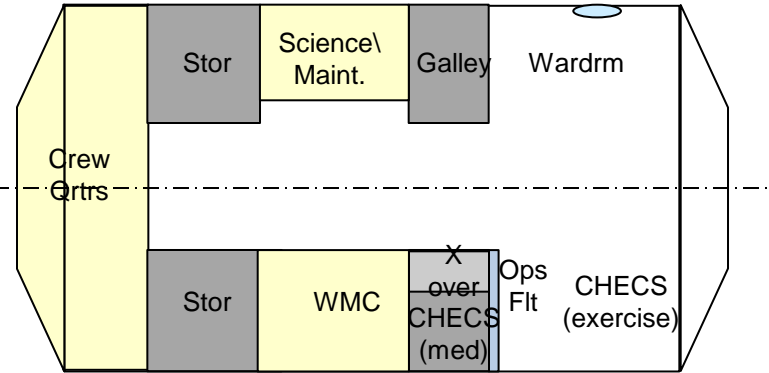 Stor
Science\
Maint.
Galley
Wardrm
Crew
Qrtrs
Stor
WMC
X
over
CHECS
(med)
Ops
Flt
CHECS
(exercise)